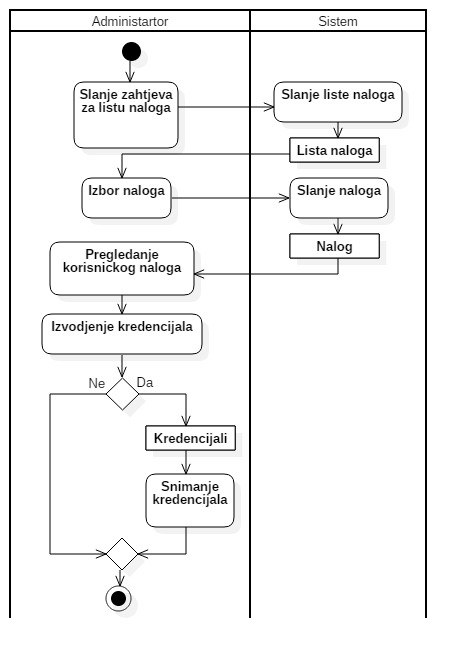 Administartor
Sistem
Slanje zahtjeva
za listu naloga
Slanje liste naloga
Lista naloga
Izbor naloga
Slanje naloga
Nalog
Pregledanje
korisnickog naloga
Izvodjenje kredencijala
Ne
Da
Kredencijali
Snimanje
kredencijala